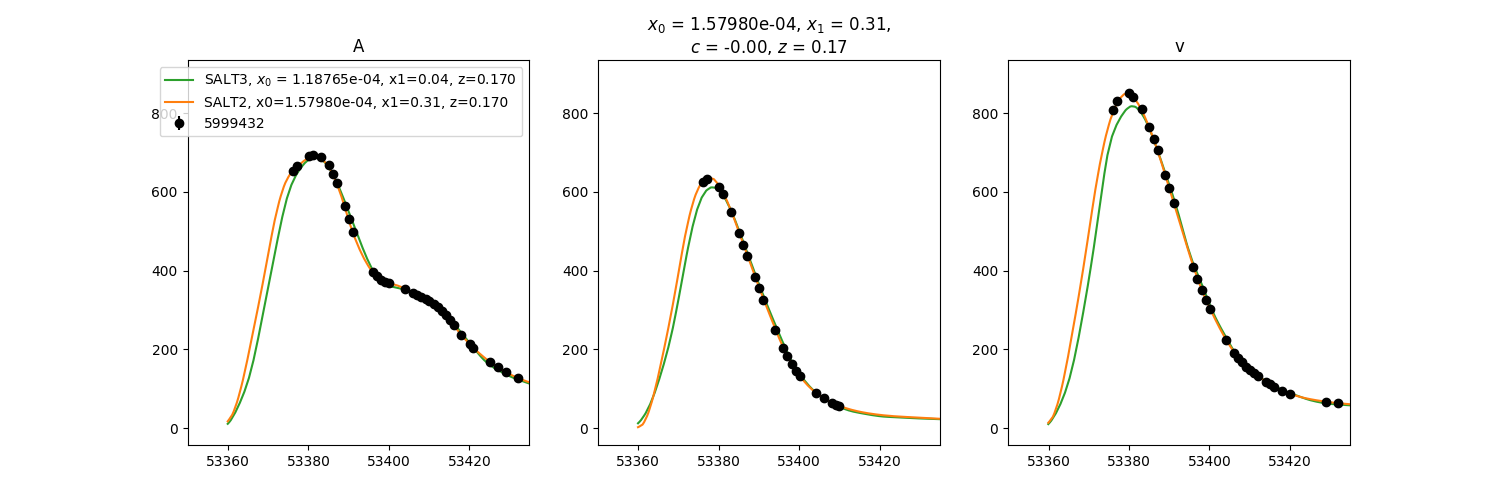 x₀ = 1.57980e-04, x₁ = 0.31,
c = -0.00, z = 0.17
A
v
SALT3, x₀ = 1.18765e-04, x1=0.04, z=0.170
SALT2, x0=1.57980e-04, x1=0.31, z=0.170
5999432
800
600
400
200
0
53360 53380 53400 53420
800
600
400
200
0
53360 53380 53400 53420
800
600
400
200
0
53360 53380 53400 53420